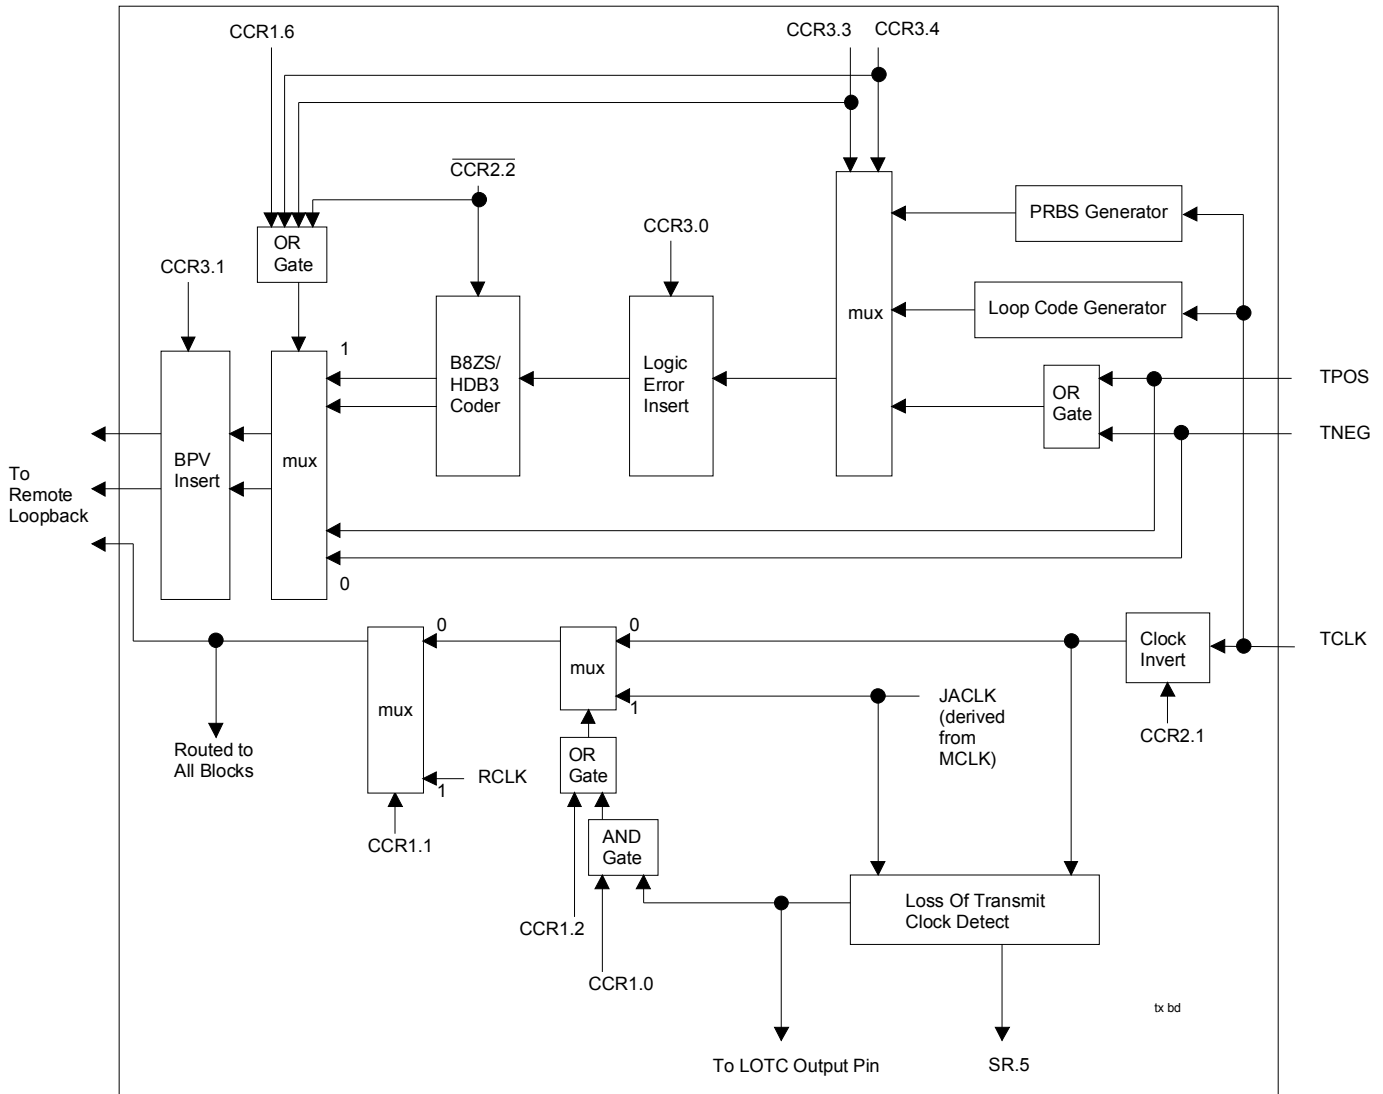 CCR1.6
CCR3.3
CCR3.4
CCR2.2
PRBS Generator
CCR3.0
OR
Gate
CCR3.1
Loop Code Generator
mux
1
B8ZS/
HDB3
Coder
Logic
Error
Insert
OR
Gate
TPOS
TNEG
BPV
Insert
mux
To
Remote
Loopback
0
0
0
Clock
Invert
TCLK
mux
mux
1
JACLK
(derived
from
MCLK)
CCR2.1
Routed to
All Blocks
OR
Gate
RCLK
1
CCR1.1
AND
Gate
Loss Of Transmit
Clock Detect
CCR1.2
CCR1.0
tx bd
To LOTC Output Pin
SR.5